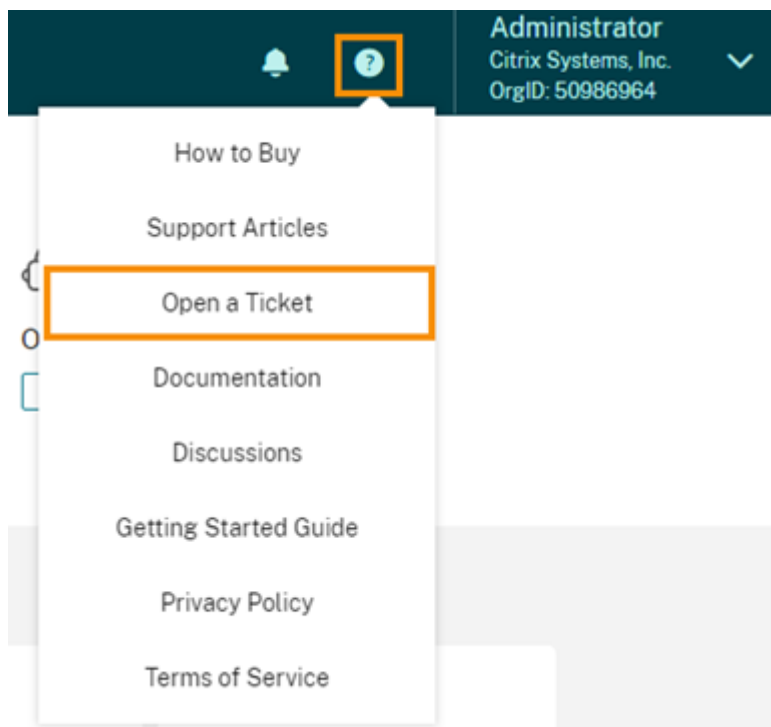 Administrator
Citrix Systems, Inc.
OrgID: 50986964
?
How to Buy
Support Articles
Open a Ticket
Documentation
Discussions
Getting Started Guide
Privacy Policy
Terms of Service